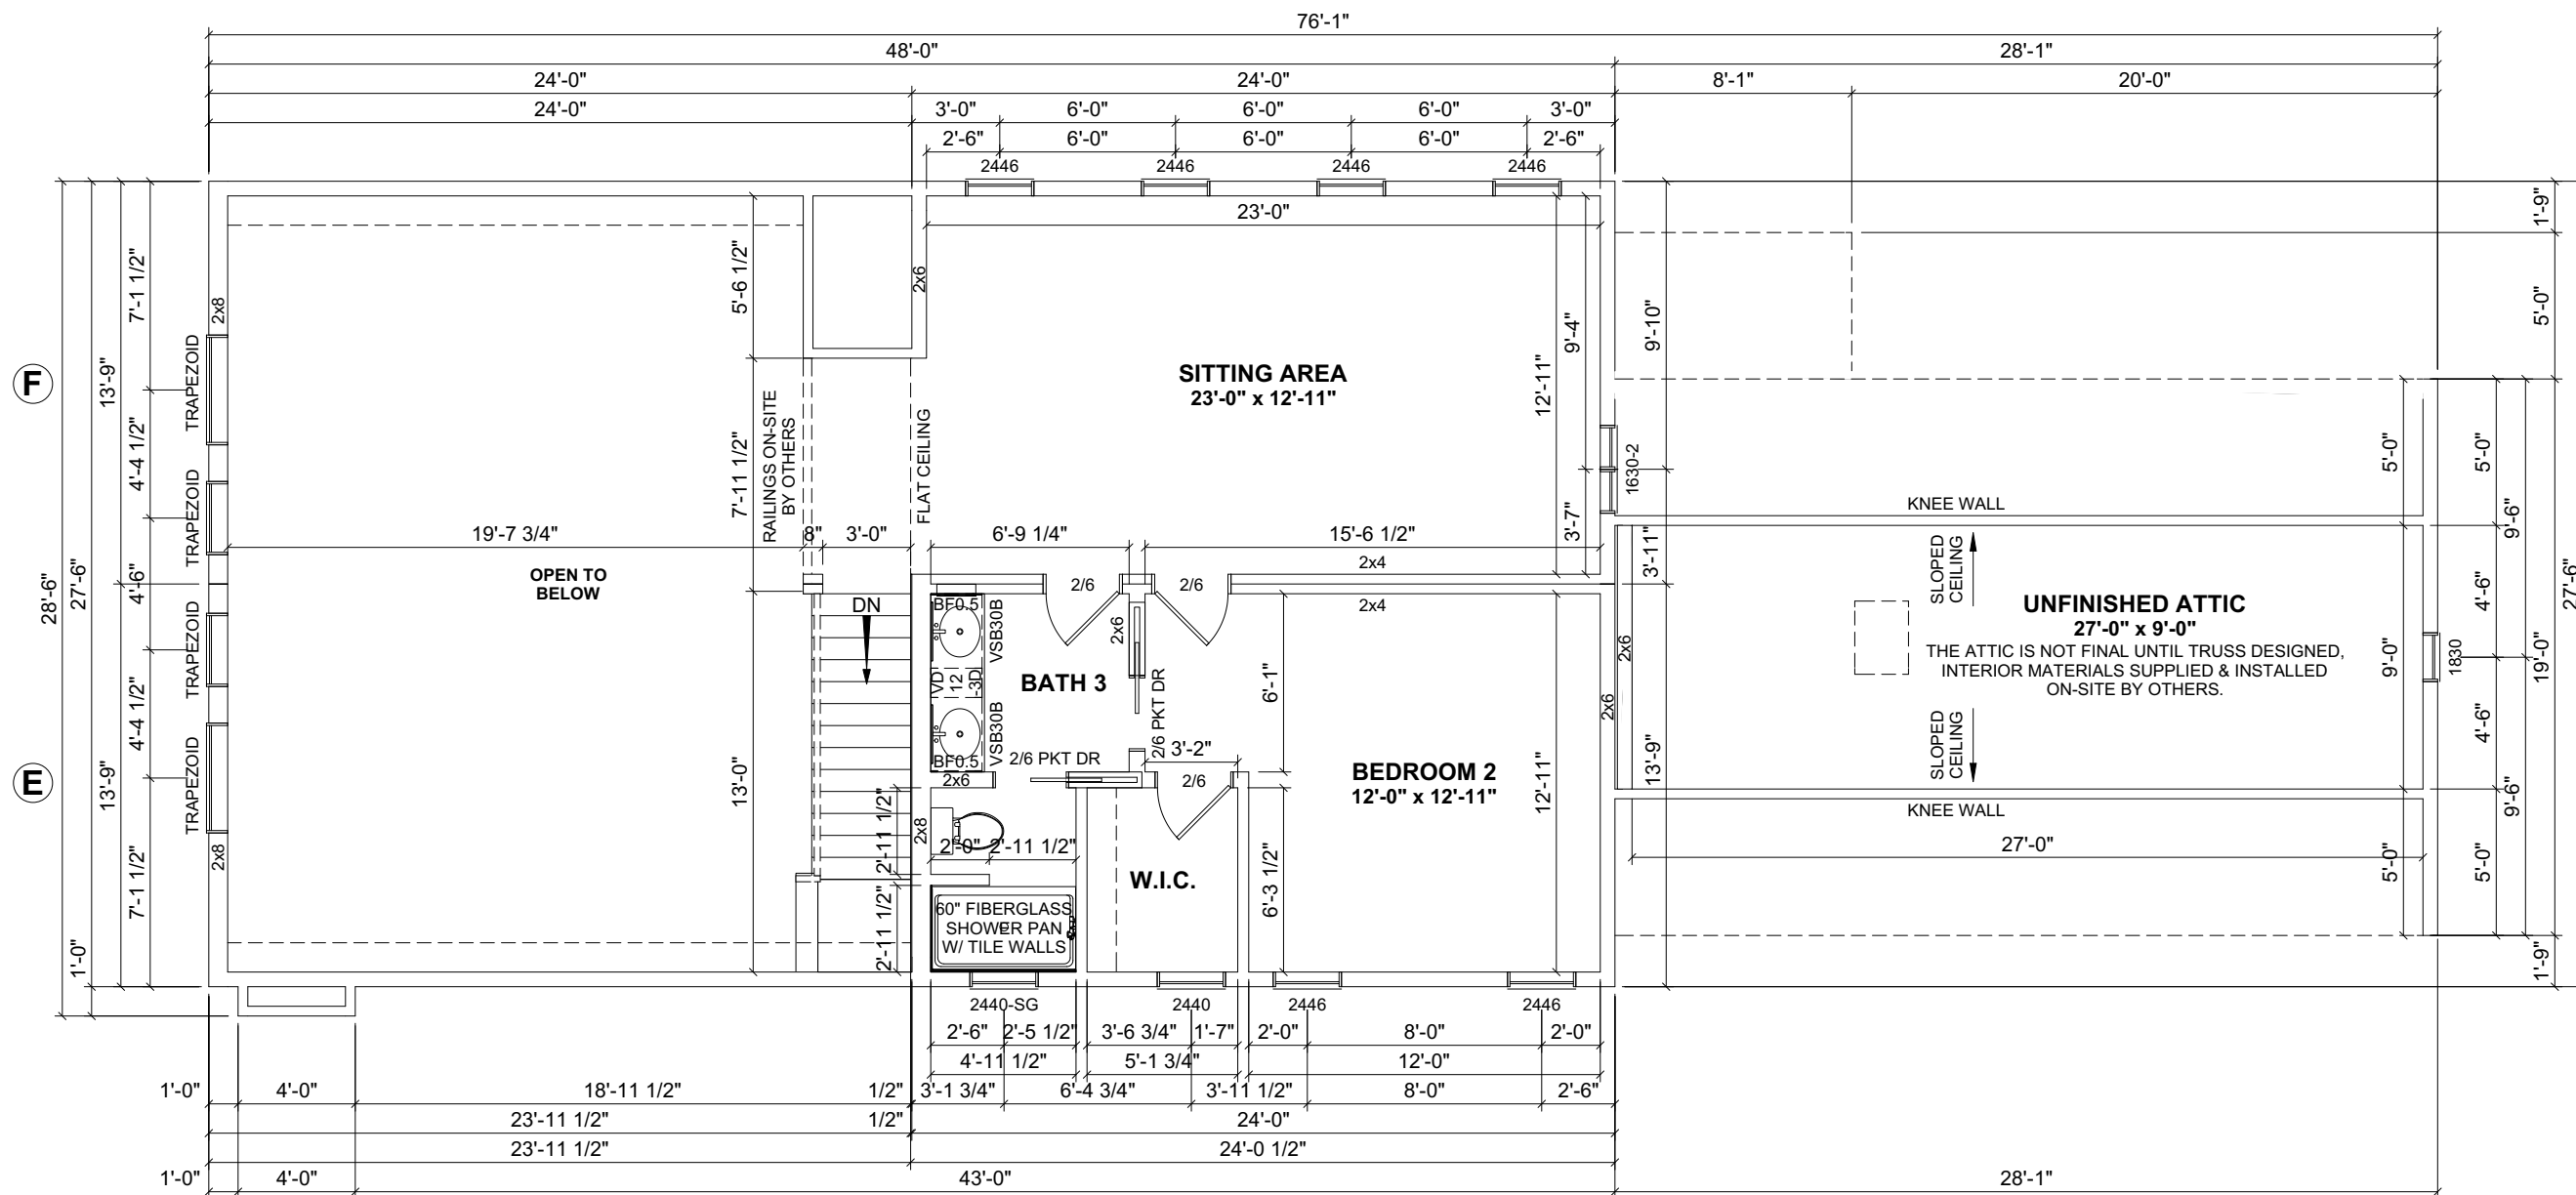 76'-1"
48'-0" 28'-1"
24'-0" 24'-0" 8'-1" 20'-0"
24'-0" 3'-0" 6'-0" 6'-0" 6'-0" 3'-0"
2'-6" 6'-0" 6'-0" 6'-0" 2'-6"
2446 2446 2446 2446
23'-0"
28'-6"
27'-6"
13'-9"
13'-9"
1'-0"
7'-1 1/2"
4'-4 1/2"
4'-6"
4'-4 1/2"
7'-1 1/2"
F
E
TRAPEZOID
TRAPEZOID
TRAPEZOID
TRAPEZOID
2x8
2x8
5'-6 1/2"
7'-11 1/2"
13'-0"
RAILINGS ON-SITE
BY OTHERS
FLAT CEILING
2x6
19'-7 3/4" 8" 3'-0"
OPEN TO
BELOW
DN
SITTING AREA
23'-0" x 12'-11"
12'-11"
9'-4"
3'-7"
9'-10"
3'-11"
13'-9"
1630-2
6'-9 1/4" 15'-6 1/2"
2x4
2x4
2/6 2/6
BF0.5
VSB30B
VD
12
-3D
VSB30B
BF0.5
2x6
BATH 3
2/6 PKT DR
2/6 PKT DR
3'-2"
2/6
2x6
2x8
2'-11 1/2"
2'-11 1/2"
2'-0" 2'-11 1/2"
60" FIBERGLASS
SHOWER PAN
W/ TILE WALLS
W.I.C.
6'-1"
6'-3 1/2"
BEDROOM 2
12'-0" x 12'-11"
12'-11"
2x6
2x6
KNEE WALL
SLOPED
CEILING
UNFINISHED ATTIC
27'-0" x 9'-0"
THE ATTIC IS NOT FINAL UNTIL TRUSS DESIGNED,
INTERIOR MATERIALS SUPPLIED & INSTALLED
ON-SITE BY OTHERS.
SLOPED
CEILING
KNEE WALL
27'-0"
5'-0"
9'-0"
5'-0"
1830
5'-0"
4'-6"
4'-6"
5'-0"
9'-6"
9'-6"
1'-9"
5'-0"
19'-0"
1'-9"
27'-6"
2440-SG 2440 2446 2446
2'-6" 2'-5 1/2" 3'-6 3/4" 1'-7" 2'-0" 8'-0" 2'-0"
4'-11 1/2" 5'-1 3/4" 12'-0"
1'-0" 4'-0" 18'-11 1/2" 1/2" 3'-1 3/4" 6'-4 3/4" 3'-11 1/2" 8'-0" 2'-6"
23'-11 1/2" 1/2" 24'-0"
23'-11 1/2" 24'-0 1/2"
1'-0" 4'-0" 43'-0" 28'-1"